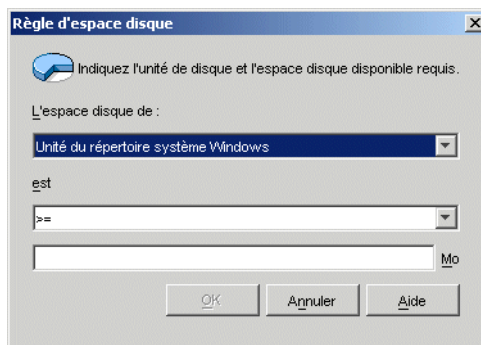 Règle d'espace disque
Indiquez l'unité de disque et l'espace disque disponible requis.
L'espace disque de :
Unité du répertoire système Windows
est
>=
Mo
OK Annuler Aide